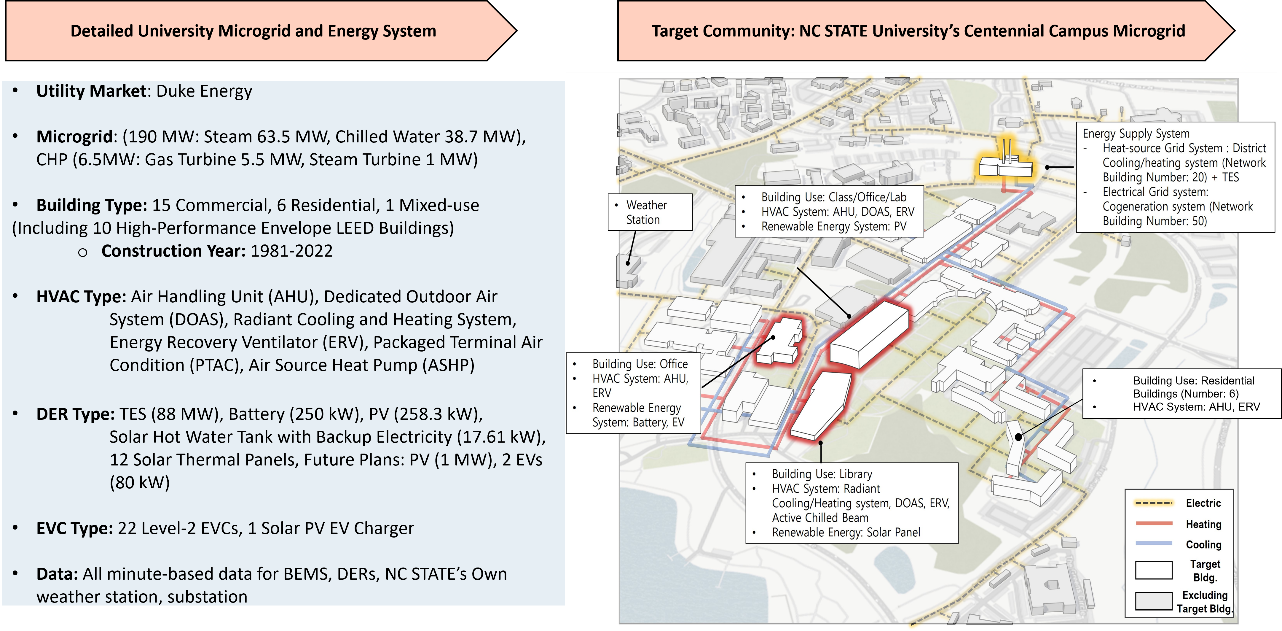 Detailed University Microgrid and Energy System
• Utility Market: Duke Energy
• Microgrid: (190 MW: Steam 63.5 MW, Chilled Water 38.7 MW),
CHP (6.5MW: Gas Turbine 5.5 MW, Steam Turbine 1 MW)
• Building Type: 15 Commercial, 6 Residential, 1 Mixed-use
(Including 10 High-Performance Envelope LEED Buildings)
o Construction Year: 1981-2022
• HVAC Type: Air Handling Unit (AHU), Dedicated Outdoor Air
System (DOAS), Radiant Cooling and Heating System,
Energy Recovery Ventilator (ERV), Packaged Terminal Air
Condition (PTAC), Air Source Heat Pump (ASHP)
• DER Type: TES (88 MW), Battery (250 kW), PV (258.3 kW),
Solar Hot Water Tank with Backup Electricity (17.61 kW),
12 Solar Thermal Panels, Future Plans: PV (1 MW), 2 EVs
(80 kW)
• EVC Type: 22 Level-2 EVCs, 1 Solar PV EV Charger
• Data: All minute-based data for BEMS, DERs, NC STATE's Own
weather station, substation
Target Community: NC STATE University's Centennial Campus Microgrid
Energy Supply System
- Heat-source Grid System : District
Cooling/heating system (Network
Building Number: 20) + TES
- Electrical Grid system:
Cogeneration system (Network
Building Number: 50)
• Weather
Station
• Building Use: Class/Office/Lab
• HVAC System: AHU, DOAS, ERV
• Renewable Energy System: PV
• Building Use: Office
• HVAC System: AHU,
ERV
• Renewable Energy
System: Battery, EV
• Building Use: Residential
Buildings (Number: 6)
• HVAC System: AHU, ERV
• Building Use: Library
• HVAC System: Radiant
Cooling/Heating system, DOAS, ERV,
Active Chilled Beam
• Renewable Energy: Solar Panel
Electric
Heating
Cooling
Target
Bldg.
Excluding
Target Bldg.